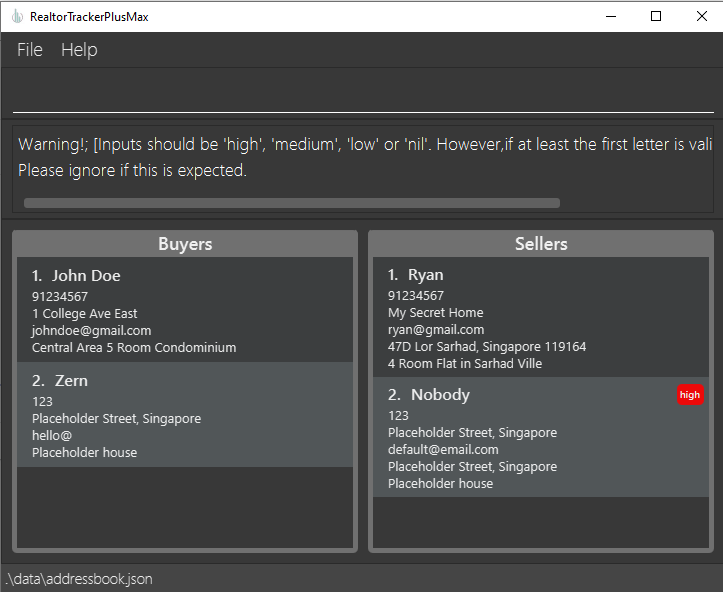 RealtorTrackerPlusMax
File Help
Warning!; [Inputs should be 'high', 'medium', 'low' or 'nil'. However,if at least the first letter is vali
Please ignore if this is expected.
Buyers
1. John Doe
91234567
1 College Ave East
johndoe@gmail.com
Central Area 5 Room Condominium
2. Zern
123
Placeholder Street, Singapore
hello@
Placeholder house
Sellers
1. Ryan
91234567
My Secret Home
ryan@gmail.com
47D Lor Sarhad, Singapore 119164
4 Room Flat in Sarhad Ville
2. Nobody
high
123
Placeholder Street, Singapore
default@email.com
Placeholder Street, Singapore
Placeholder house
.\data\addressbook.json